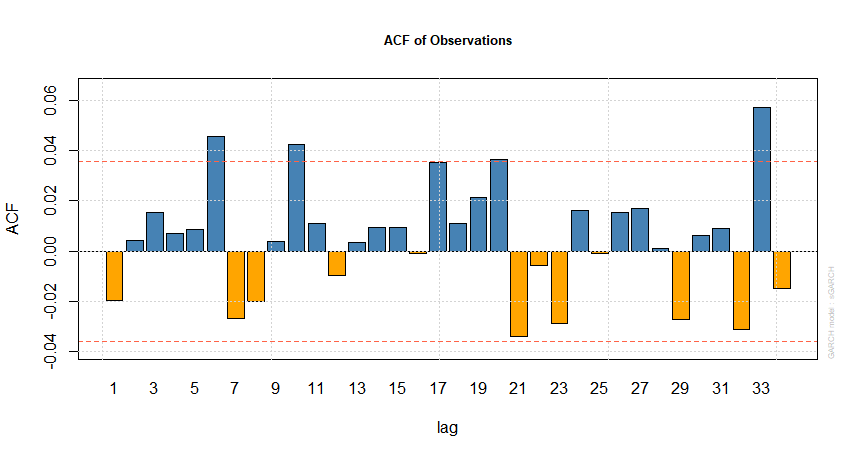 ACF of Observations
ACF
0.06
0.04
0.02
0.00
-0.02
-0.04
1 3 5 7 9 11 13 15 17 19 21 23 25 27 29 31 33
lag
GARCH model : sGARCH